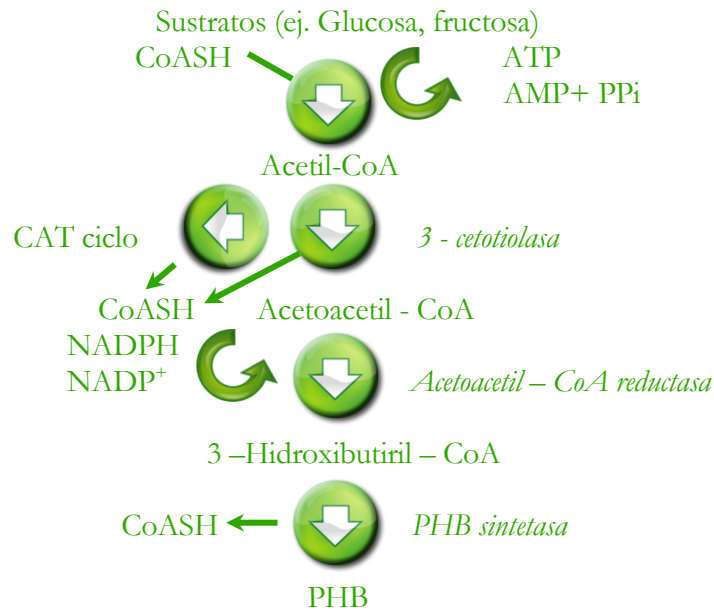 Sustratos (ej. Glucosa, fructosa)
CoASH
ATP
AMP+ PPi
Acetil-CoA
CAT ciclo
3 - cetotiolasa
CoASH
Acetoacetil - CoA
NADPH
NADP⁺
Acetoacetil – CoA reductasa
3 –Hidroxibutiril – CoA
CoASH
PHB sintetasa
PHB